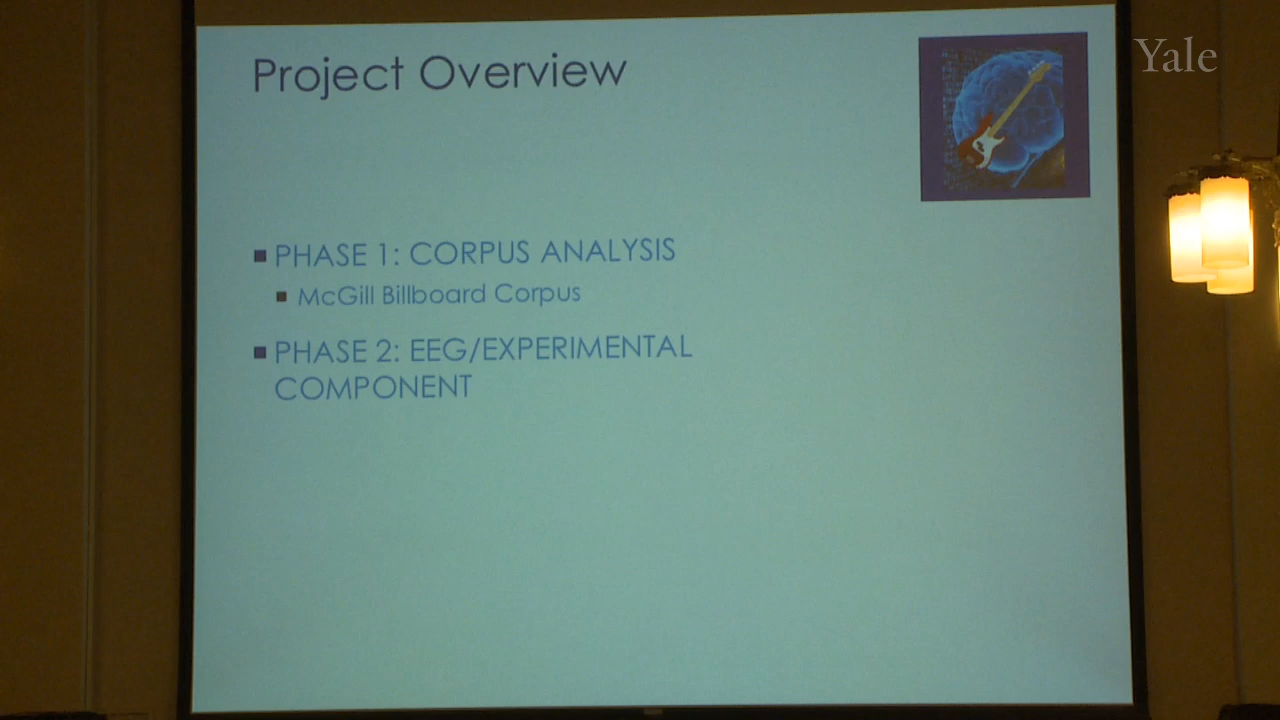 Project Overview
Yale
■ PHASE 1: CORPUS ANALYSIS
■ McGill Billboard Corpus
■ PHASE 2: EEG/EXPERIMENTAL
COMPONENT